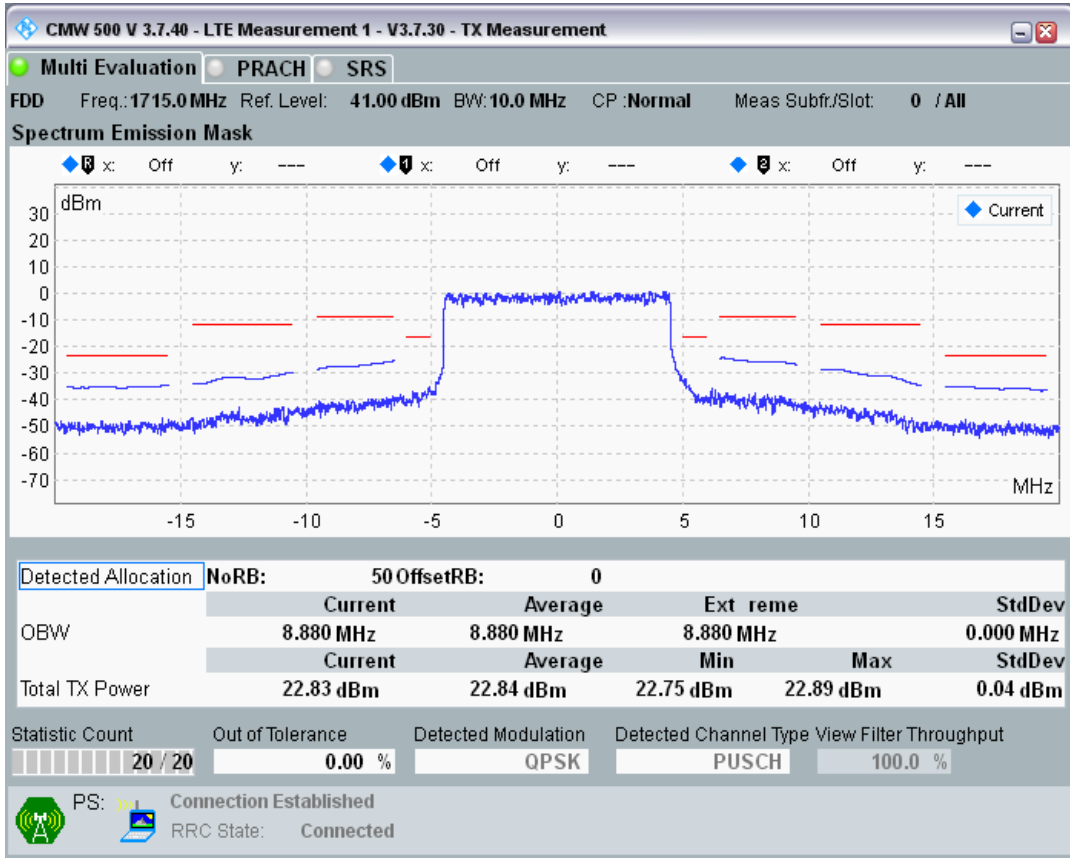 CMW 500 V 3.7.40 - LTE Measurement 1 - V3.7.30 - TX Measurement
Multi Evaluation PRACH SRS
FDD Freq.: 1715.0 MHz Ref. Level: 41.00 dBm BW: 10.0 MHz CP :Normal Meas Subfr./Slot: 0 / All
Spectrum Emission Mask
R x: Off y: --- 1 x: Off y: --- 2 x: Off y: ---
dBm
Current
30
20
10
0
-10
-20
-30
-40
-50
-60
-70
MHz
-15 -10 -5 0 5 10 15
Detected Allocation NoRB: 50 OffsetRB: 0
Current Average Ext reme StdDev
OBW 8.880 MHz 8.880 MHz 8.880 MHz 0.000 MHz
Current Average Min Max StdDev
Total TX Power 22.83 dBm 22.84 dBm 22.75 dBm 22.89 dBm 0.04 dBm
Statistic Count Out of Tolerance Detected Modulation Detected Channel Type View Filter Throughput
20 / 20 0.00 % QPSK PUSCH 100.0 %
PS: Connection Established
RRC State: Connected